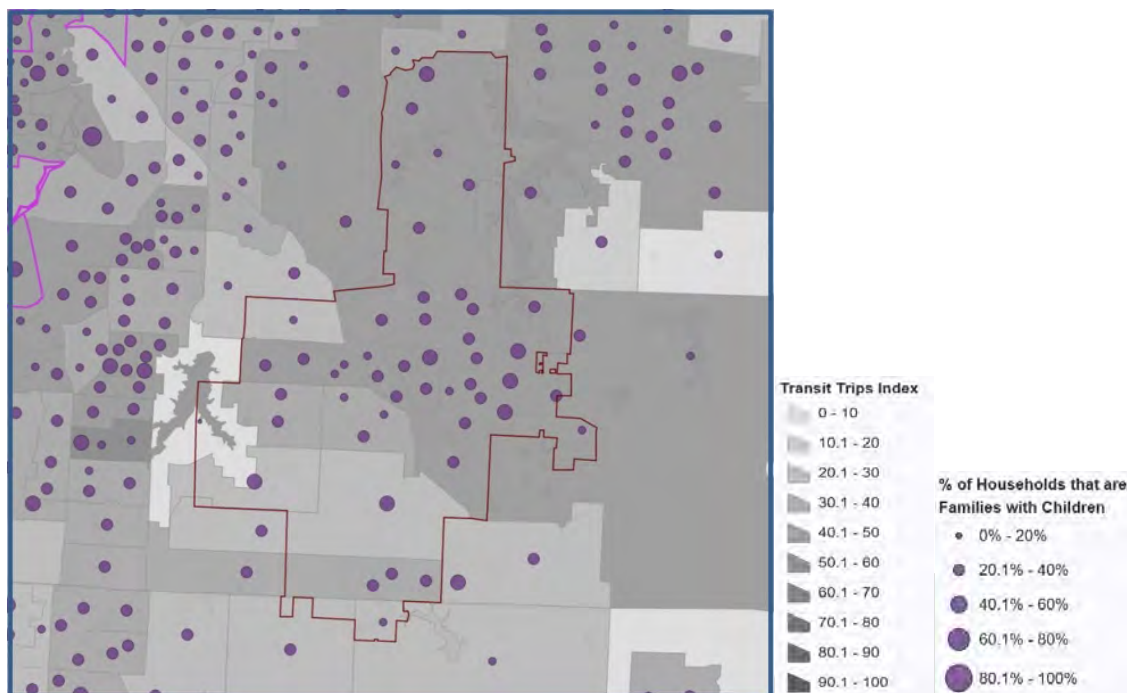 Transit Trips Index
0 - 10
10.1 - 20
20.1 - 30
30.1 - 40
40.1 - 50
50.1 - 60
60.1 - 70
70.1 - 80
80.1 - 90
90.1 - 100
% of Households that are
Families with Children
0% - 20%
20.1% - 40%
40.1% - 60%
60.1% - 80%
80.1% - 100%